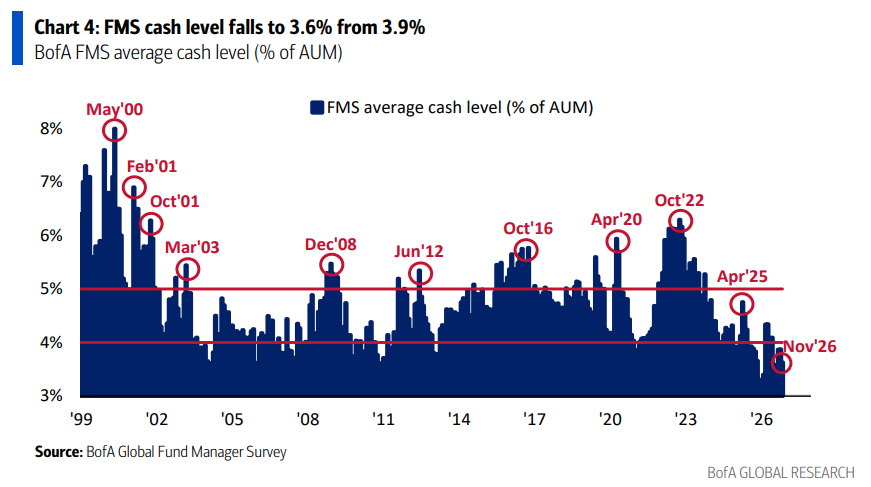 Chart 4: FMS cash level falls to 3.6% from 3.9%
BofA FMS average cash level (% of AUM)
FMS average cash level (% of AUM)
8%
7%
6%
5%
4%
3%
May'00
Feb'01
Oct'01
Mar'03
Dec'08
Jun'12
Oct'16
Apr'20
Oct'22
Apr'25
Nov'26
'99
'02
'05
'08
'11
'14
'17
'20
'23
'26
Source: BofA Global Fund Manager Survey
BofA GLOBAL RESEARCH